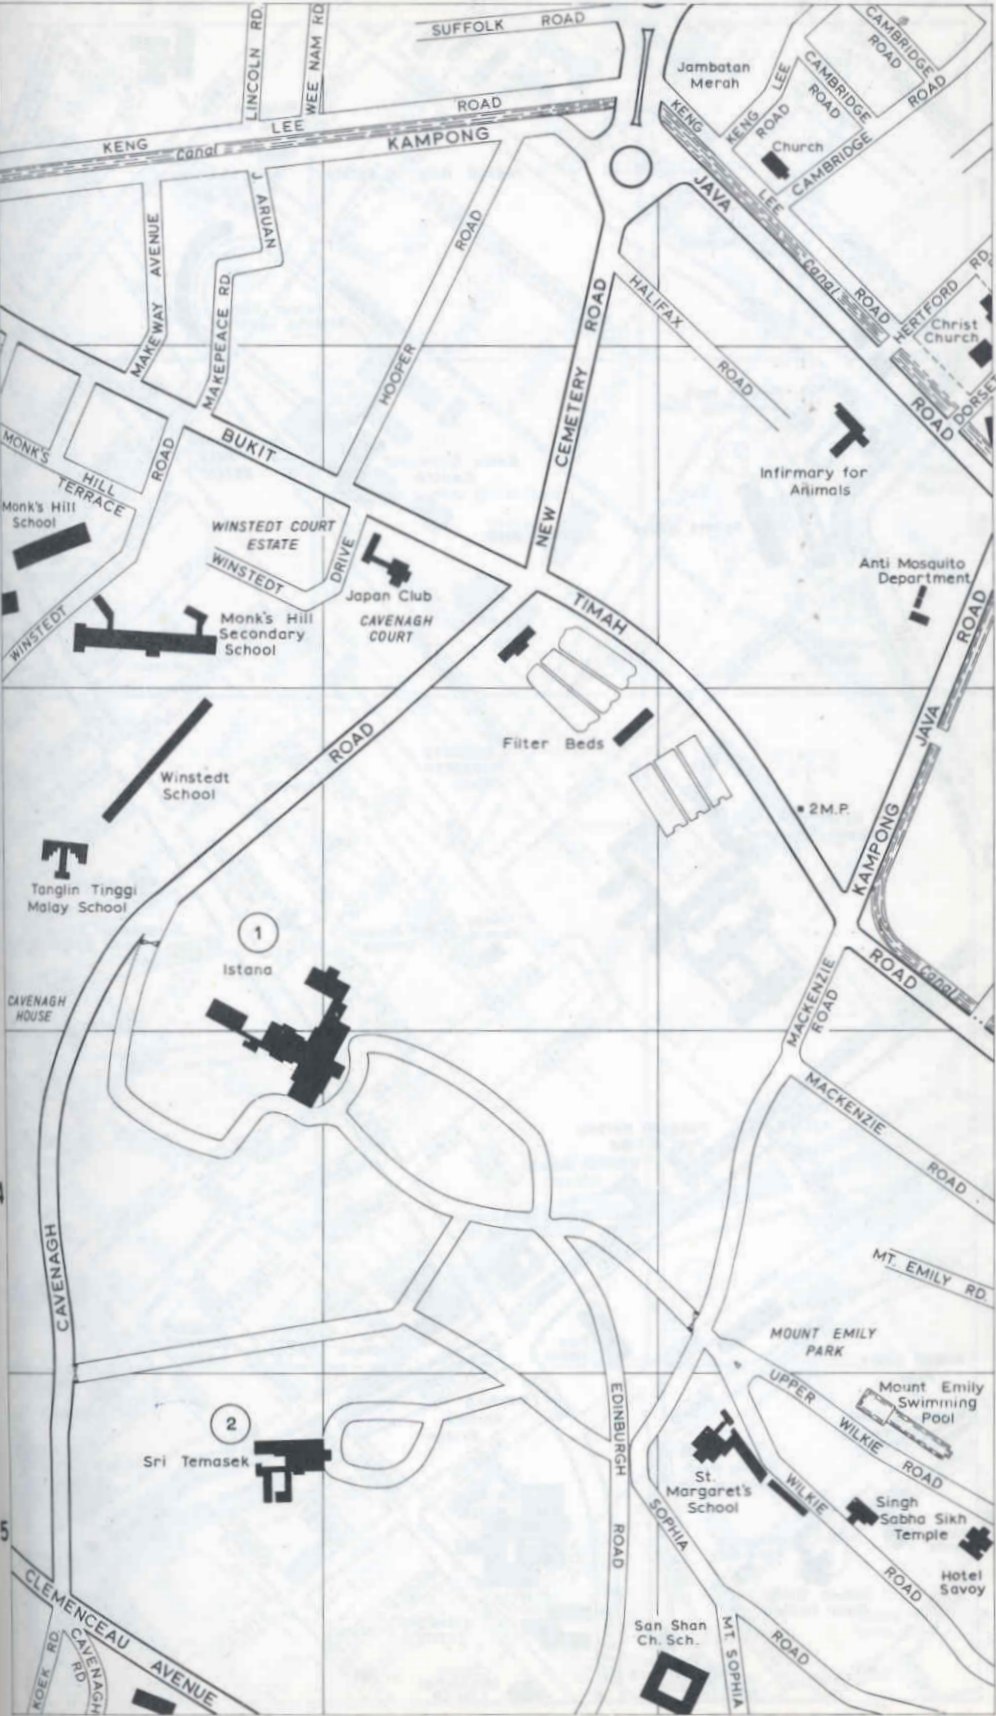 SUFFOLK ROAD
LINCOLN RD.
WEE NAM RD
CAMBRIDGE
ROAD
Jambatan
Merah
CAMBRIDGE
ROAD
KENG LEE
ROAD
CAMBRIDGE
ROAD
KENG LEE ROAD
Canal
KAMPONG
KENG
LEE
ROAD
Church
JAVA
ROAD
Canal
J. ARUAN
MAKEWAY AVENUE
MAKEPEACE RD
HOOPER ROAD
NEW CEMETERY ROAD
HALIFAX ROAD
HERTFORD RD.
Christ
Church
DORSET
MONK'S
HILL
TERRACE
ROAD
BUKIT
Infirmary for
Animals
Monk's Hill
School
WINSTEDT COURT
ESTATE
WINSTEDT
DRIVE
Japan Club
CAVENAGH
COURT
TIMAH
Anti Mosquito
Department
WINSTEDT
Monk's Hill
Secondary
School
ROAD
JAVA
ROAD
Filter Beds
Winstedt
School
2 M.P.
KAMPONG
Tanglin Tinggi
Malay School
1
Istana
ROAD
Canal
CAVENAGH
HOUSE
MACKENZIE
ROAD
MACKENZIE
ROAD
CAVENAGH
MT. EMILY RD.
MOUNT EMILY
PARK
UPPER
WILKIE
ROAD
Mount Emily
Swimming
Pool
2
Sri Temasek
EDINBURGH
ROAD
St.
Margaret's
School
WILKIE
ROAD
Singh
Sabha Sikh
Temple
Hotel
Savoy
5
SOPHIA
ROAD
CLEMENCEAU
AVENUE
KOEK RD
CAVENAGH
RD
San Shan
Ch. Sch.
MT SOPHIA